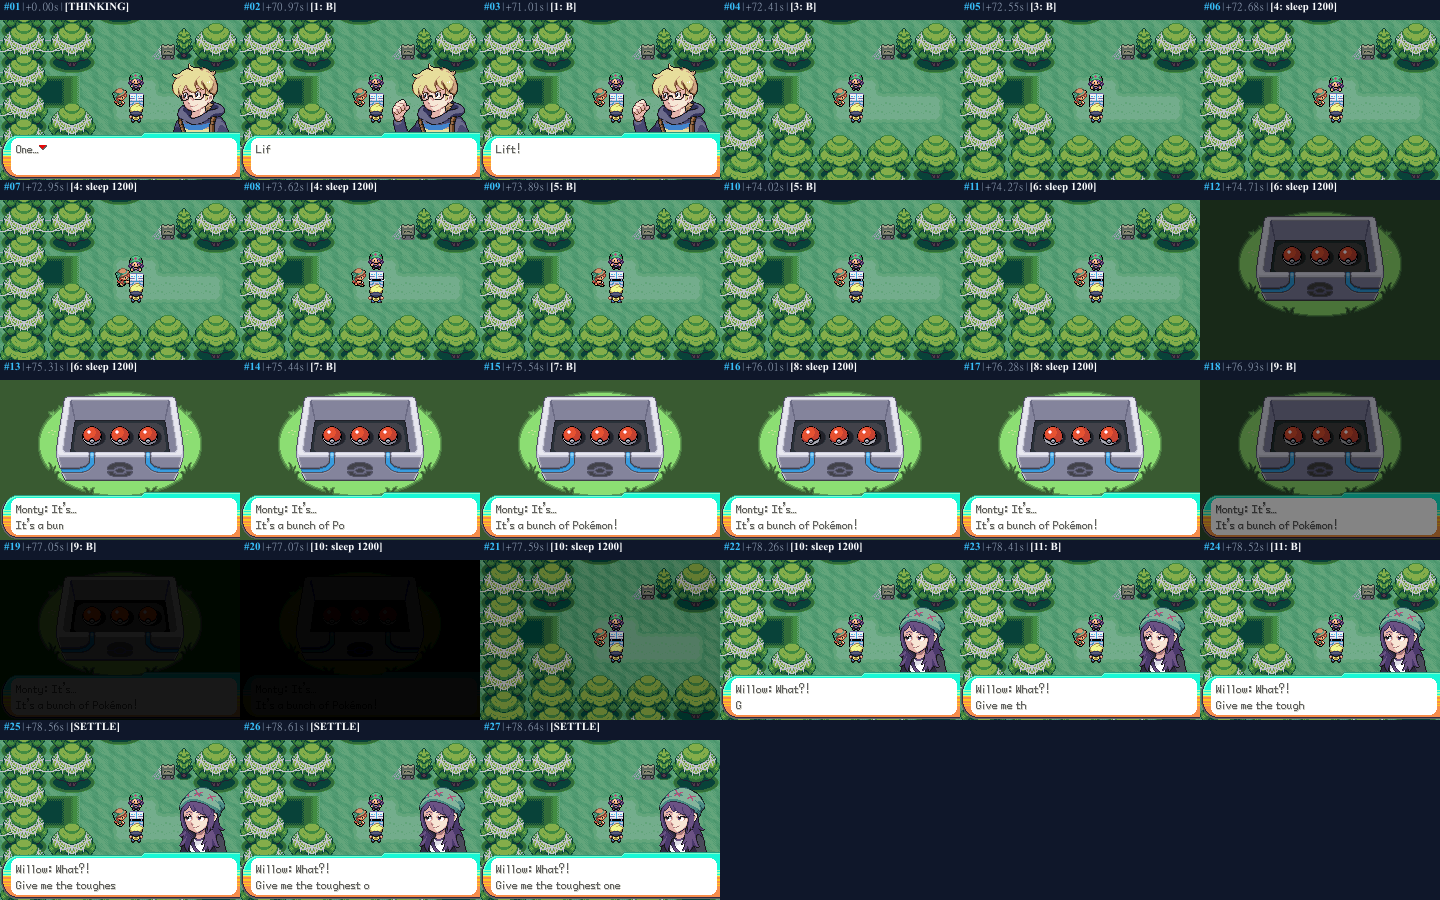 #01|+0.00s|[THINKING]
One…
#02|+70.97s|[1: B]
Lif
#03|+71.01s|[1: B]
Lift!
#04|+72.41s|[3: B]
#05|+72.55s|[3: B]
#06|+72.68s|[4: sleep 1200]
#07|+72.95s|[4: sleep 1200]
#08|+73.62s|[4: sleep 1200]
#09|+73.89s|[5: B]
#10|+74.02s|[5: B]
#11|+74.27s|[6: sleep 1200]
#12|+74.71s|[6: sleep 1200]
#13|+75.31s|[6: sleep 1200]
Monty: It's…
It's a bun
#14|+75.44s|[7: B]
Monty: It's…
It's a bunch of Po
#15|+75.54s|[7: B]
Monty: It's…
It's a bunch of Pokémon!
#16|+76.01s|[8: sleep 1200]
Monty: It's…
It's a bunch of Pokémon!
#17|+76.28s|[8: sleep 1200]
Monty: It's…
It's a bunch of Pokémon!
#18|+76.93s|[9: B]
Monty: It's…
It's a bunch of Pokémon!
#19|+77.05s|[9: B]
Monty: It's…
It's a bunch of Pokémon!
#20|+77.07s|[10: sleep 1200]
Monty: It's
It's a bunch of Pokémon!
#21|+77.59s|[10: sleep 1200]
#22|+78.26s|[10: sleep 1200]
Willow: What?!
G
#23|+78.41s|[11: B]
Willow: What?!
Give me th
#24|+78.52s|[11: B]
Willow: What?!
Give me the tough
#25|+78.56s|[SETTLE]
Willow: What?!
Give me the toughes
#26|+78.61s|[SETTLE]
Willow: What?!
Give me the toughest o
#27|+78.64s|[SETTLE]
Willow: What?!
Give me the toughest one